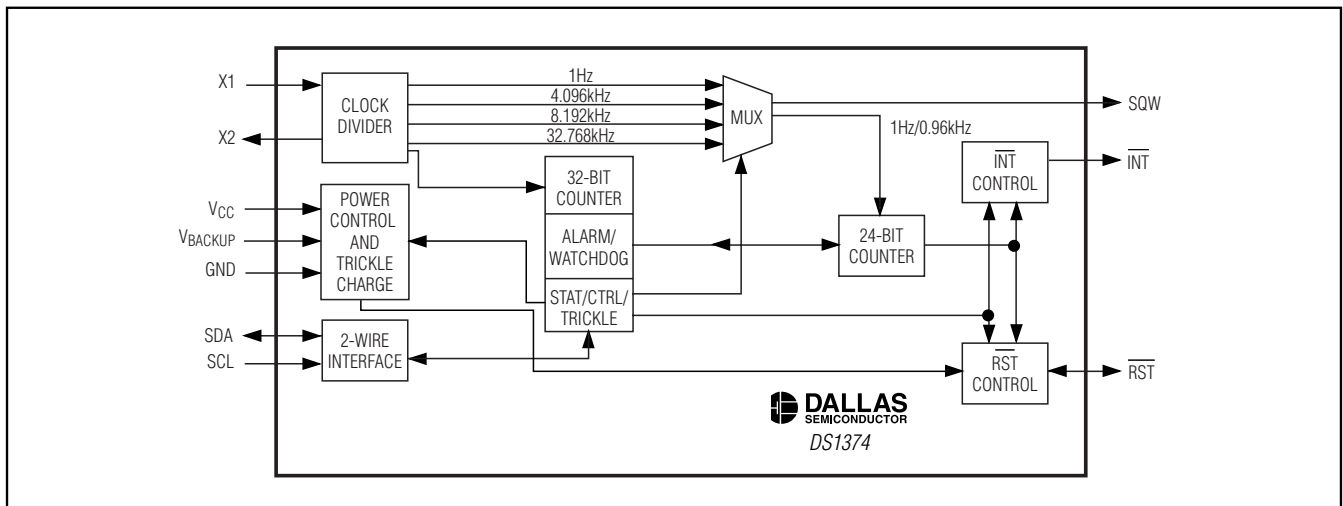 X1
X2
CLOCK
DIVIDER
1Hz
4.096kHz
8.192kHz
32.768kHz
MUX
SQW
1Hz/0.96kHz
INT
CONTROL
INT
VCC
VBACKUP
GND
POWER
CONTROL
AND
TRICKLE
CHARGE
32-BIT
COUNTER
ALARM/
WATCHDOG
STAT/CTRL/
TRICKLE
24-BIT
COUNTER
SDA
SCL
2-WIRE
INTERFACE
RST
CONTROL
RST
DALLAS
SEMICONDUCTOR
DS1374